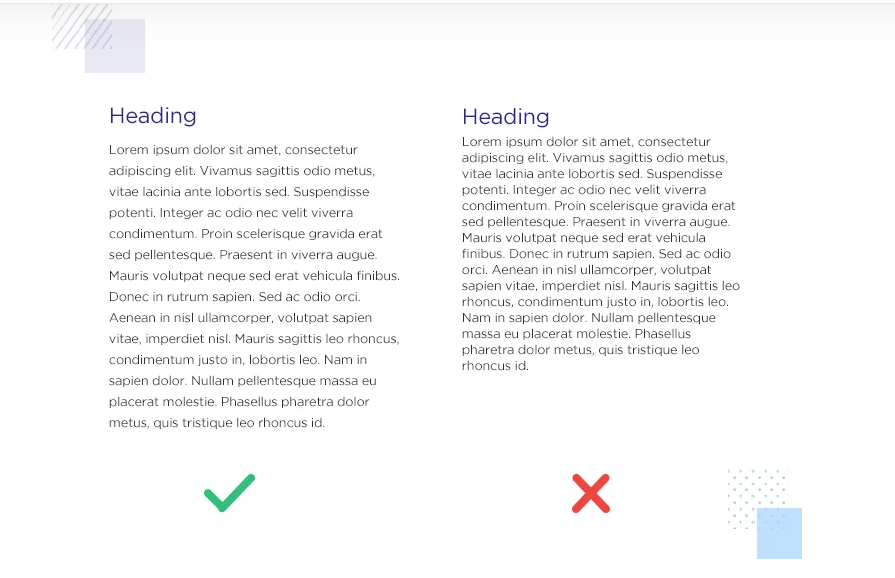 Heading
Lorem ipsum dolor sit amet, consectetur
adipiscing elit. Vivamus sagittis odio metus,
vitae lacinia ante lobortis sed. Suspendisse
potenti. Integer ac odio nec velit viverra
condimentum. Proin scelerisque gravida erat
sed pellentesque. Praesent in viverra augue.
Mauris volutpat neque sed erat vehicula finibus.
Donec in rutrum sapien. Sed ac odio orci.
Aenean in nisl ullamcorper, volutpat sapien
vitae, imperdiet nisl. Mauris sagittis leo rhoncus,
condimentum justo in, lobortis leo. Nam in
sapien dolor. Nullam pellentesque massa eu
placerat molestie. Phasellus pharetra dolor
metus, quis tristique leo rhoncus id.
Heading
Lorem ipsum dolor sit amet, consectetur
adipiscing elit. Vivamus sagittis odio metus,
vitae lacinia ante lobortis sed. Suspendisse
potenti. Integer ac odio nec velit viverra
condimentum. Proin scelerisque gravida erat
sed pellentesque. Praesent in viverra augue.
Mauris volutpat neque sed erat vehicula
finibus. Donec in rutrum sapien. Sed ac odio
orci. Aenean in nisl ullamcorper, volutpat
sapien vitae, imperdiet nisl. Mauris sagittis leo
rhoncus, condimentum justo in, lobortis leo.
Nam in sapien dolor. Nullam pellentesque
massa eu placerat molestie. Phasellus
pharetra dolor metus, quis tristique leo
rhoncus id.